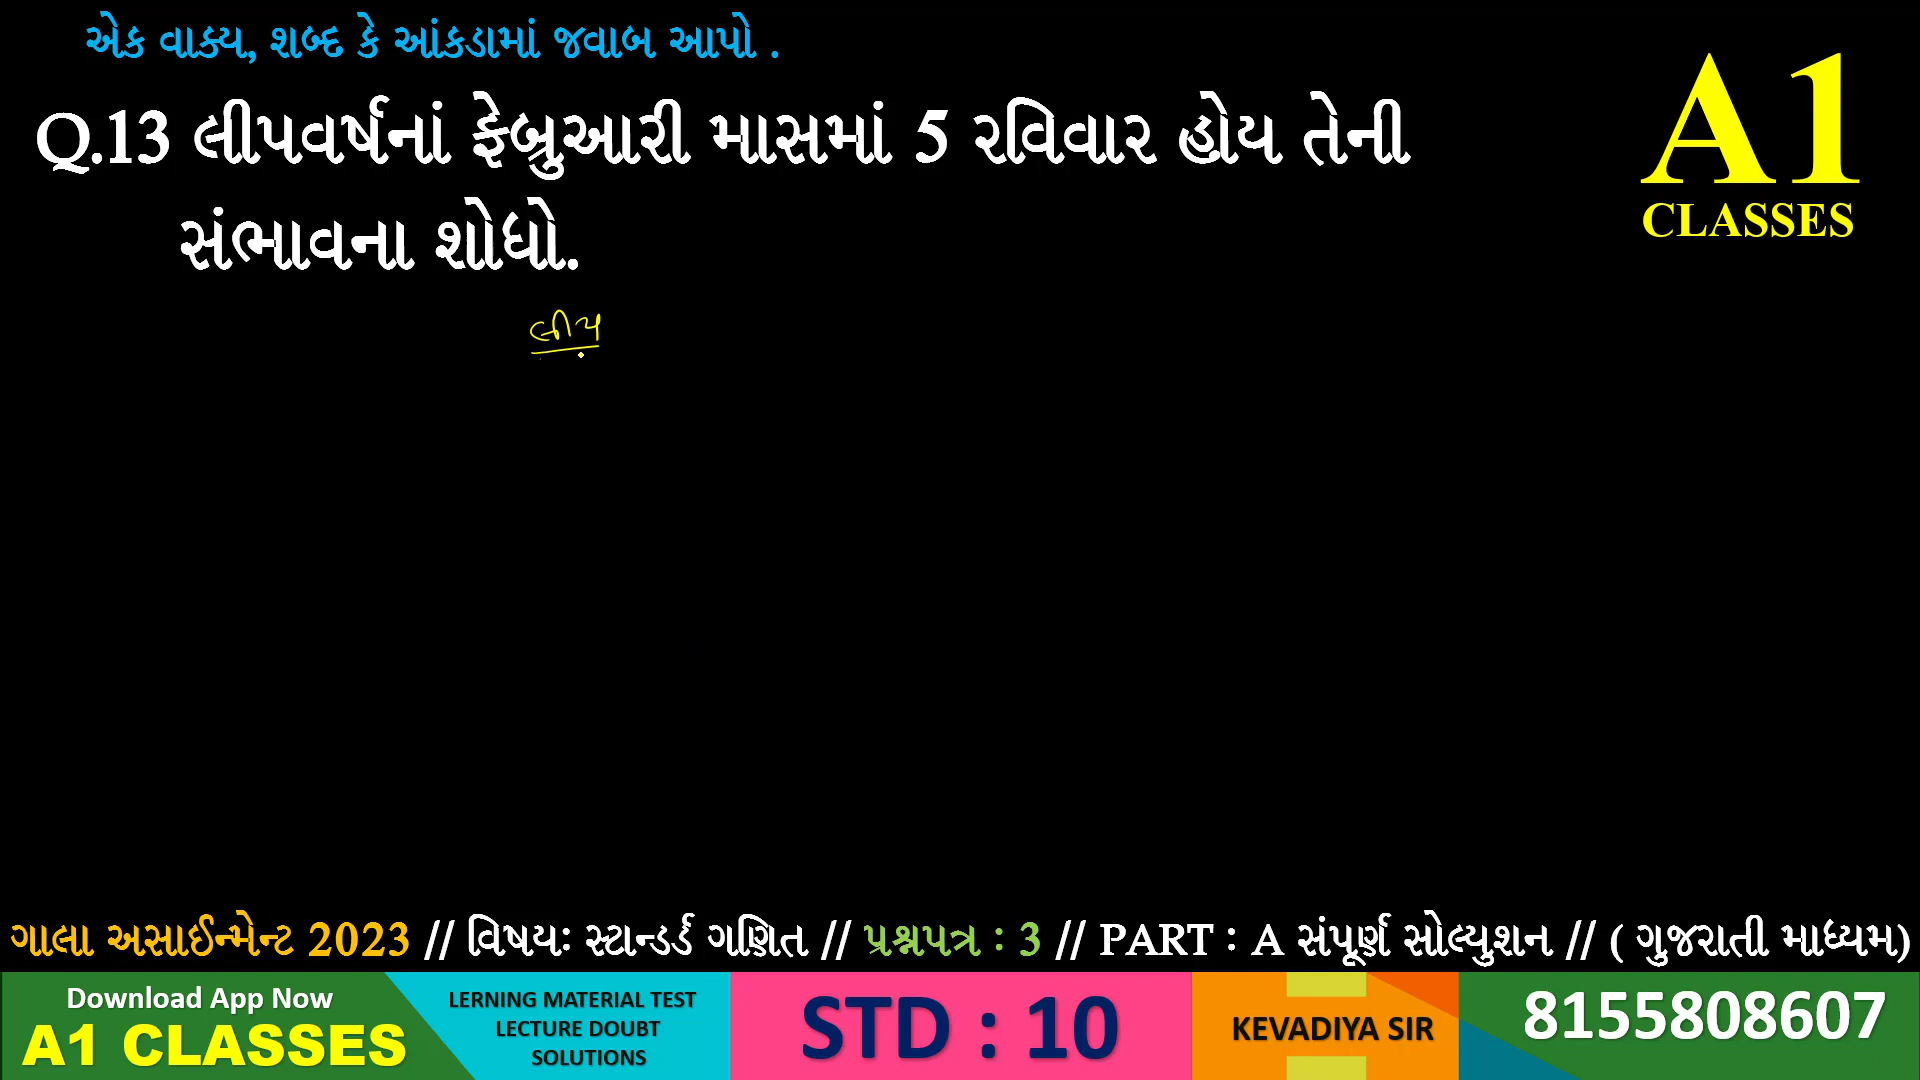 એક વાક્ય, શબ્દ કે આંકડામાં જવાબ આપો .
Q.13 લીપવર્ષનાં ફેબ્રુઆરી માસમાં 5 રવિવાર હોય તેની
સંભાવના શોધો.
લીપ
A1
CLASSES
ગાલા અસાઈન્મેન્ટ 2023 // વિષયઃ સ્ટાન્ડર્ડ ગણિત // પ્રશ્નપત્ર : 3 // PART : A સંપૂર્ણ સોલ્યુશન // ( ગુજરાતી માધ્યમ)
Download App Now
A1 CLASSES
LERNING MATERIAL TEST
LECTURE DOUBT
SOLUTIONS
STD : 10
KEVADIYA SIR
8155808607